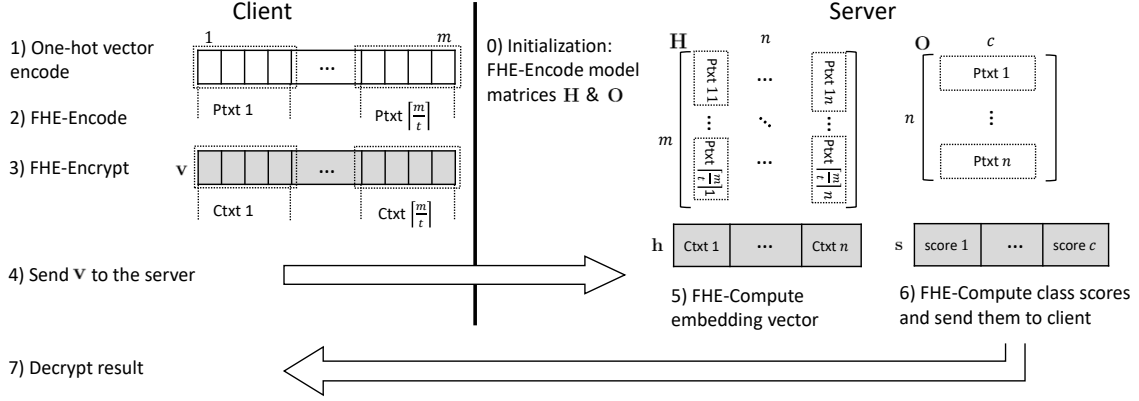 Client
Server
1) One-hot vector
encode
1
m
...
Ptxt 1
Ptxt ⌈m/t⌉
2) FHE-Encode
3) FHE-Encrypt
v
...
Ctxt 1
Ctxt ⌈m/t⌉
0) Initialization:
FHE-Encode model
matrices H & O
H
n
Ptxt 11
...
Ptxt 1n
⋮
⋱
⋮
m
Ptxt ⌈m/t⌉1
...
Ptxt ⌈m/t⌉n
O
c
Ptxt 1
n
⋮
Ptxt n
h
Ctxt 1
...
Ctxt n
s
score 1
...
score c
4) Send v to the server
5) FHE-Compute
embedding vector
6) FHE-Compute class scores
and send them to client
7) Decrypt result